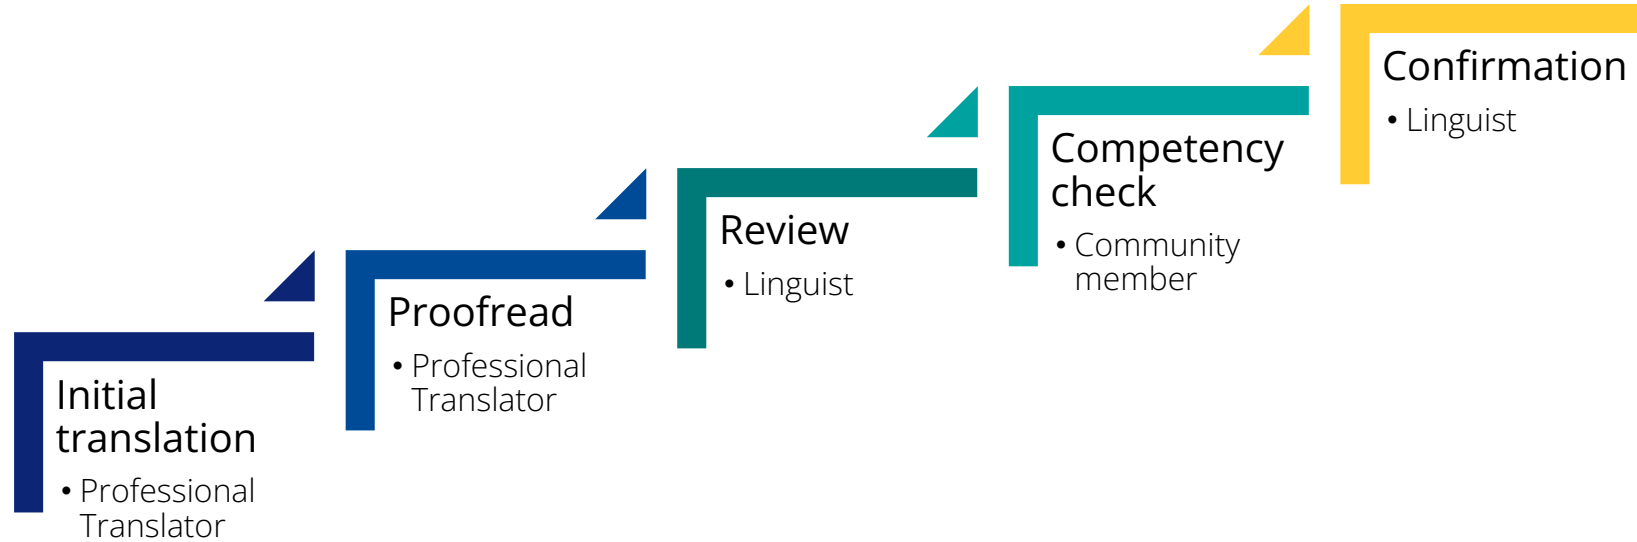 Initial
translation
• Professional
Translator
Proofread
• Professional
Translator
Review
• Linguist
Competency
check
• Community
member
Confirmation
• Linguist